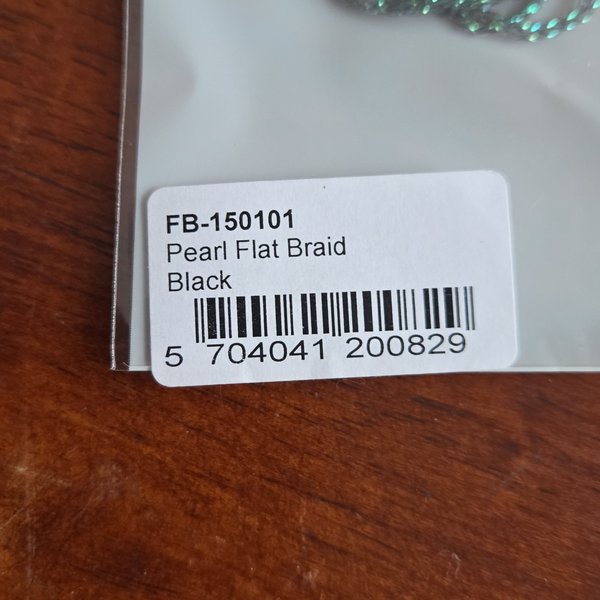 FB-150101
Pearl Flat Braid
Black
5 704041 200829